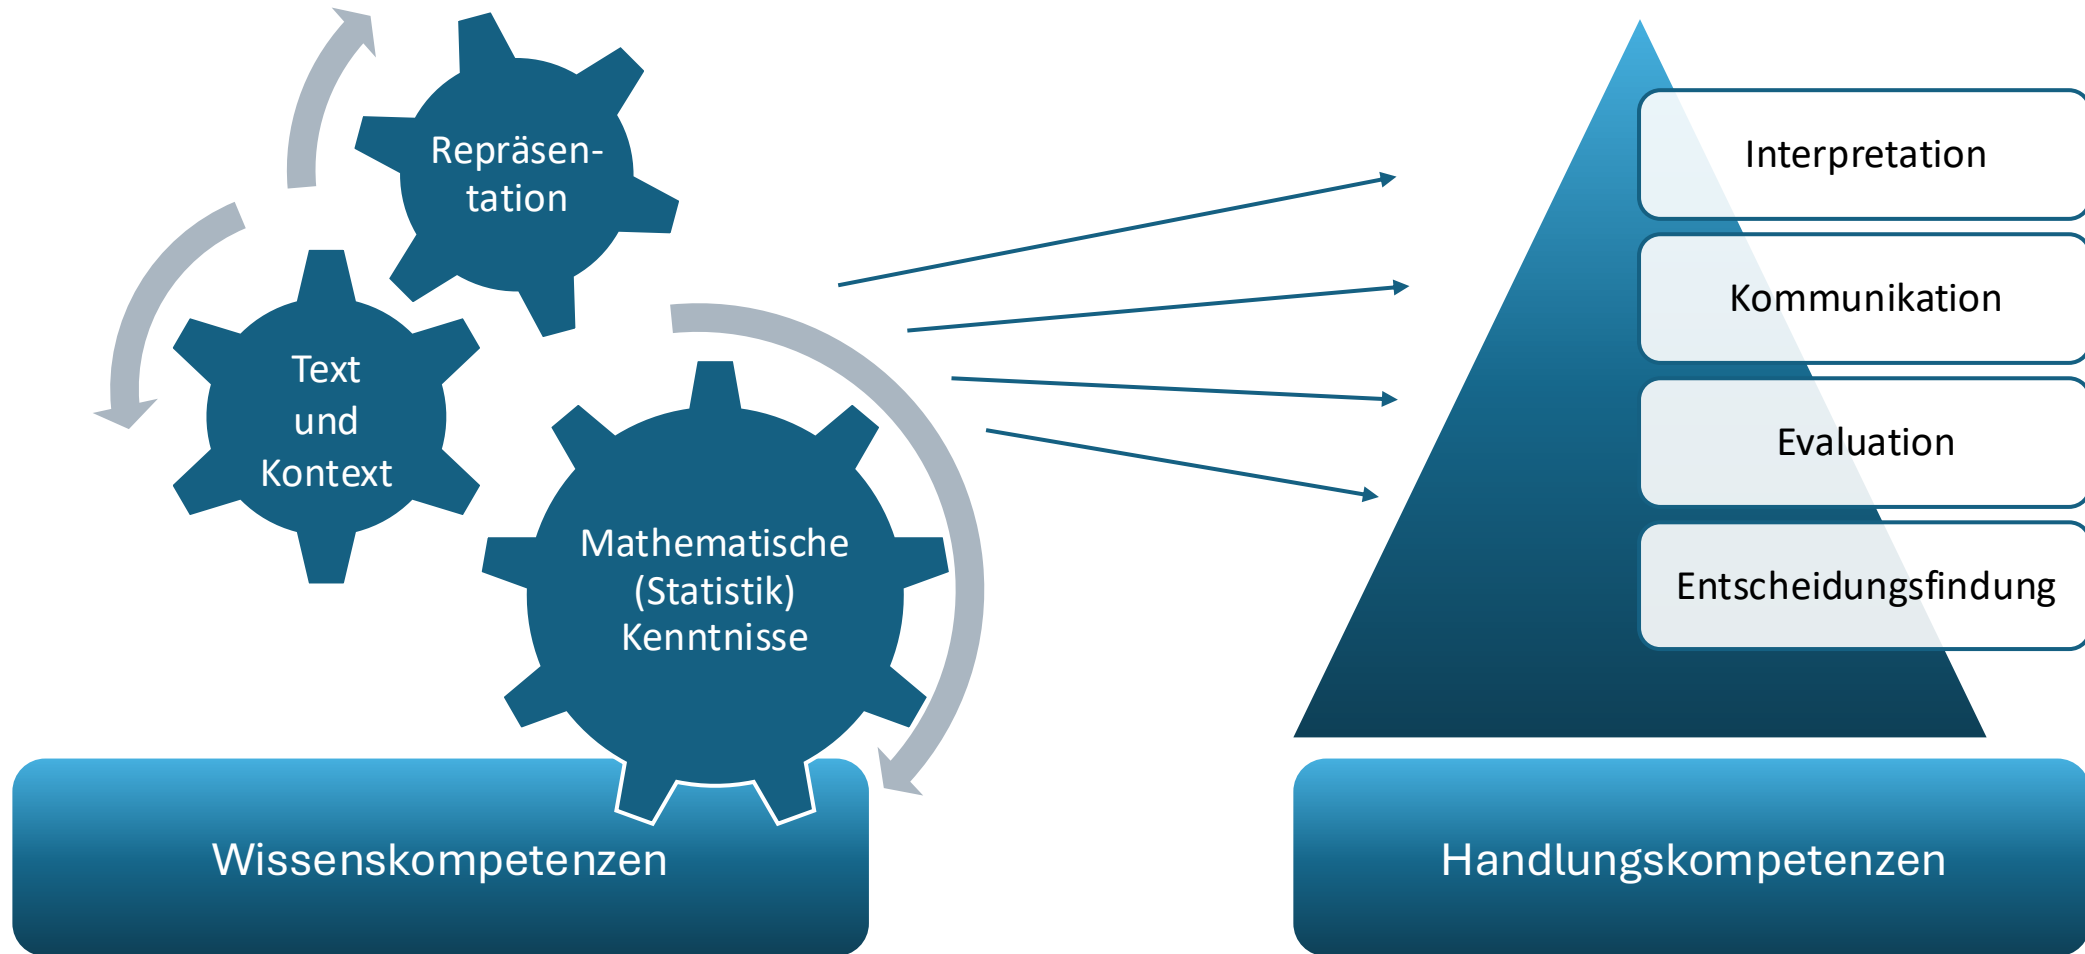 Repräsen-
tation
Text
und
Kontext
Mathematische
(Statistik)
Kenntnisse
Wissenskompetenzen
Interpretation
Kommunikation
Evaluation
Entscheidungsfindung
Handlungskompetenzen